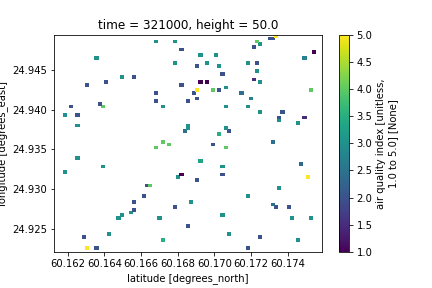 time = 321000, height = 50.0
24.945
24.940
24.935
24.930
24.925
longitude [degrees_east]
60.162 60.164 60.166 60.168 60.170 60.172 60.174
latitude [degrees_north]
5.0
4.5
4.0
3.5
3.0
2.5
2.0
1.5
1.0
air quality index [unitless,
1.0 to 5.0] [None]